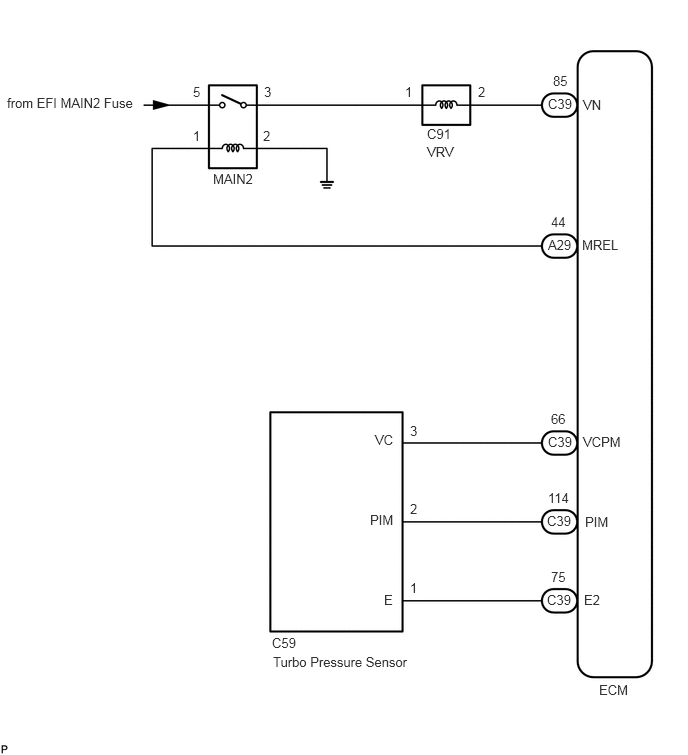 85
5 3 1 2
from EFI MAIN2 Fuse C39 VN
1 2 C91
MAIN2 VRV
44
A29 MREL
66
VC 3 C39 VCPM
114
PIM 2 C39 PIM
75
E 1 C39 E2
C59
Turbo Pressure Sensor
ECM
P